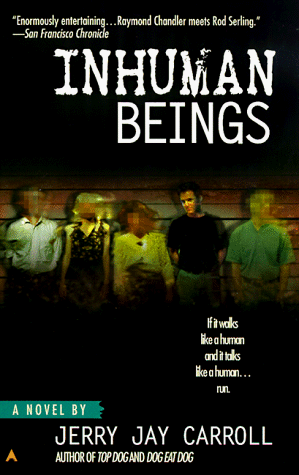 "Enormously entertaining...Raymond Chandler meets Rod Serling."
—San Francisco Chronicle
INHUMAN
BEINGS
If it walks
like a human
and it talks
like a human...
run.
A NOVEL BY
JERRY JAY CARROLL
AUTHOR OF TOP DOG AND DOG EAT DOG